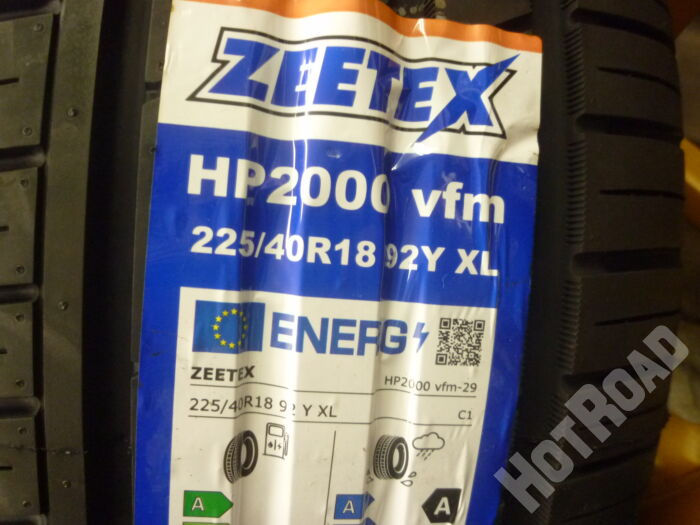 ZEETEX
HP2000 vfm
225/40R18 92Y XL
ENERG
ZEETEX
HP2000 vfm-29
225/40R18 92 Y XL
C1
A
A
A
HOTROAD